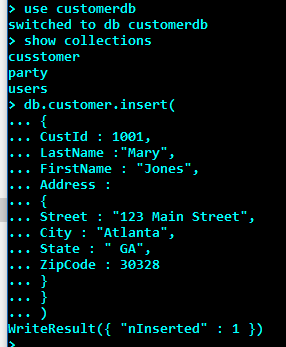 > use customerdb
switched to db customerdb
> show collections
cusstomer
party
users
> db.customer.insert(
... {
... CustId : 1001,
... LastName :"Mary",
... FirstName : "Jones",
... Address :
... {
... Street : "123 Main Street",
... City : "Atlanta",
... State : " GA",
... ZipCode : 30328
... }
... }
... )
WriteResult({ "nInserted" : 1 })
>